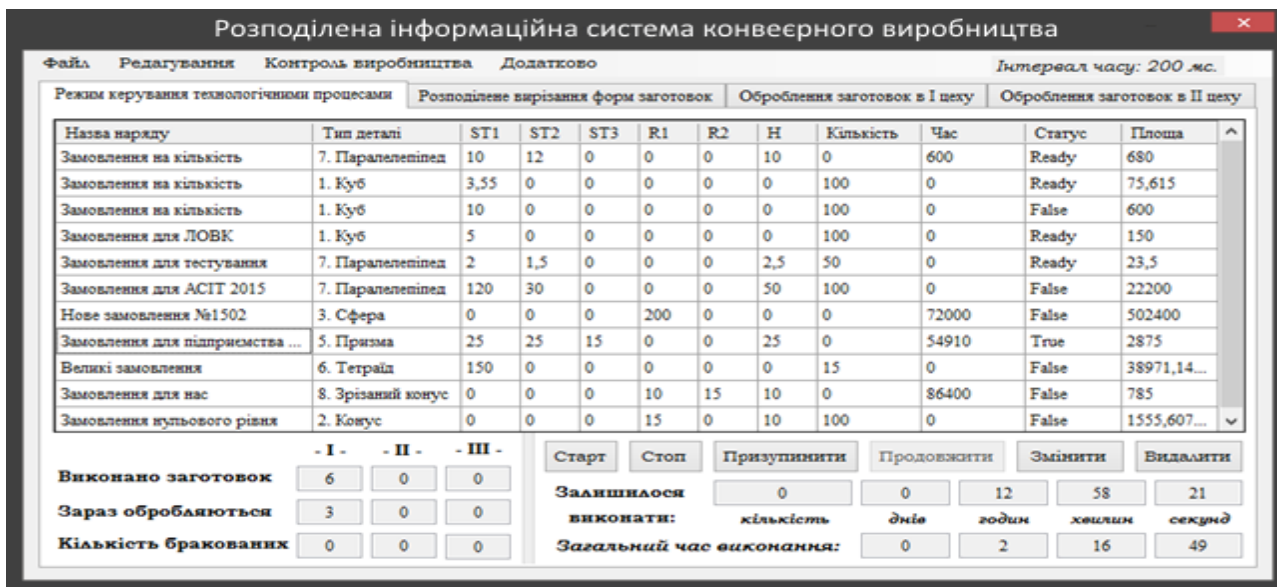 Розподілена інформаційна система конвеєрного виробництва
Файл Редагування Контроль виробництва Додатково Інтервал часу: 200 мс.
Режим керування технологічними процесами Розподілене вирізання форм заготовок Оброблення заготовок в І цеху Оброблення заготовок в ІІ цеху
Назва наряду Тип деталі ST1 ST2 ST3 R1 R2 H Кількість Час Статус Площа
Замовлення на кількість 7. Паралелепіпед 10 12 0 0 0 10 0 600 Ready 680
Замовлення на кількість 1. Куб 3,55 0 0 0 0 0 100 0 Ready 75,615
Замовлення на кількість 1. Куб 10 0 0 0 0 0 100 0 False 600
Замовлення для ЛОВК 1. Куб 5 0 0 0 0 0 100 0 Ready 150
Замовлення для тестування 7. Паралелепіпед 2 1,5 0 0 0 2,5 50 0 Ready 23,5
Замовлення для АСІТ 2015 7. Паралелепіпед 120 30 0 0 0 50 100 0 False 22200
Нове замовлення №1502 3. Сфера 0 0 0 200 0 0 0 72000 False 502400
Замовлення для підприємства ... 5. Призма 25 25 15 0 0 25 0 54910 True 2875
Великі замовлення 6. Тетраїд 150 0 0 0 0 0 15 0 False 38971,14...
Замовлення для нас 8. Зрізаний конус 0 0 0 10 15 10 0 86400 False 785
Замовлення нульового рівня 2. Конус 0 0 0 15 0 10 100 0 False 1555,607...
- I - - II - - III -
Старт Стоп Призупинити Продовжити Змінити Видалити
Виконано заготовок 6 0 0
Залишилося виконати: 0 0 12 58 21
Зараз обробляються 3 0 0
кількість днів годин хвилин секунд
Кількість бракованих 0 0 0
Загальний час виконання: 0 2 16 49